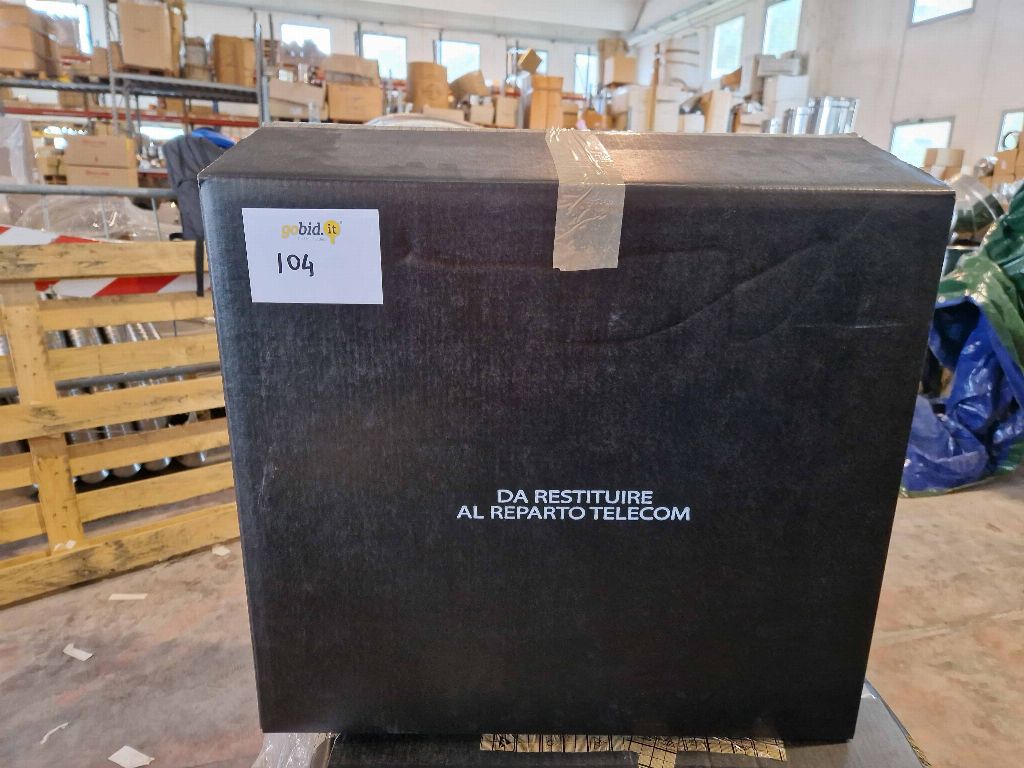 gobid.it
104
DA RESTITUIRE
AL REPARTO TELECOM